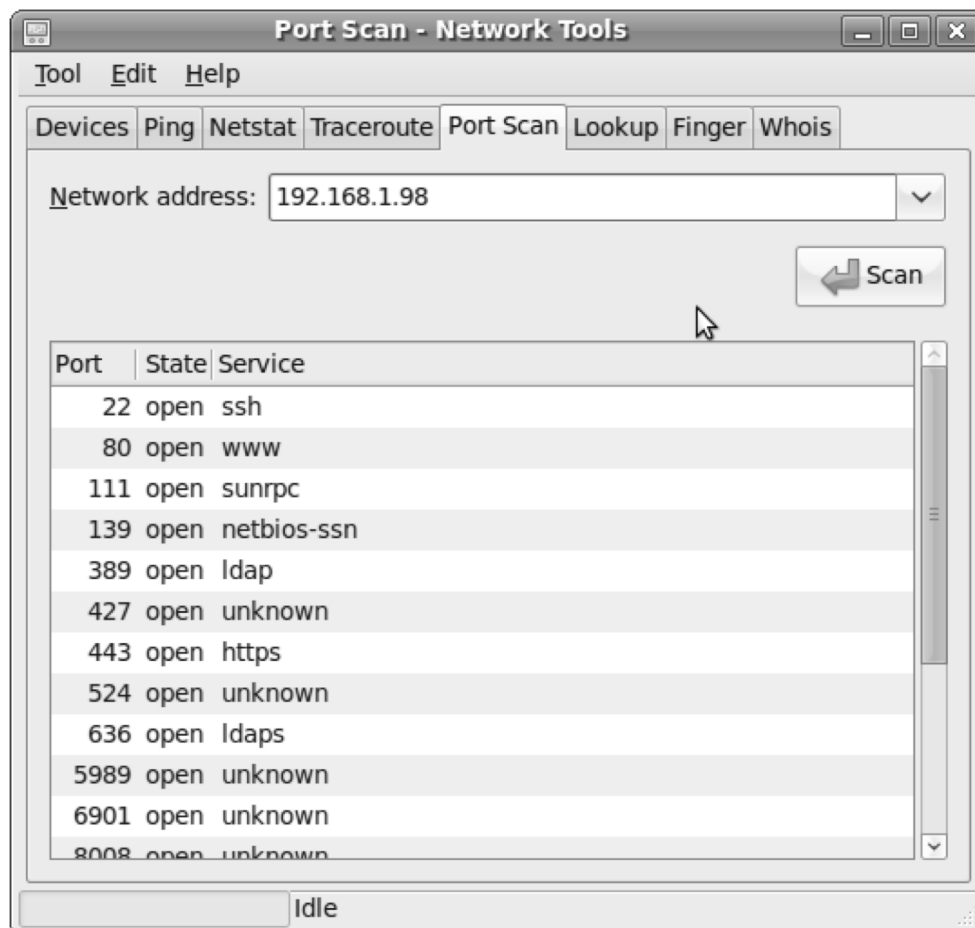 Port Scan - Network Tools
Tool Edit Help
Devices Ping Netstat Traceroute Port Scan Lookup Finger Whois
Network address: 192.168.1.98
Scan
Port State Service
22 open ssh
80 open www
111 open sunrpc
139 open netbios-ssn
389 open ldap
427 open unknown
443 open https
524 open unknown
636 open ldaps
5989 open unknown
6901 open unknown
8008 open unknown
Idle